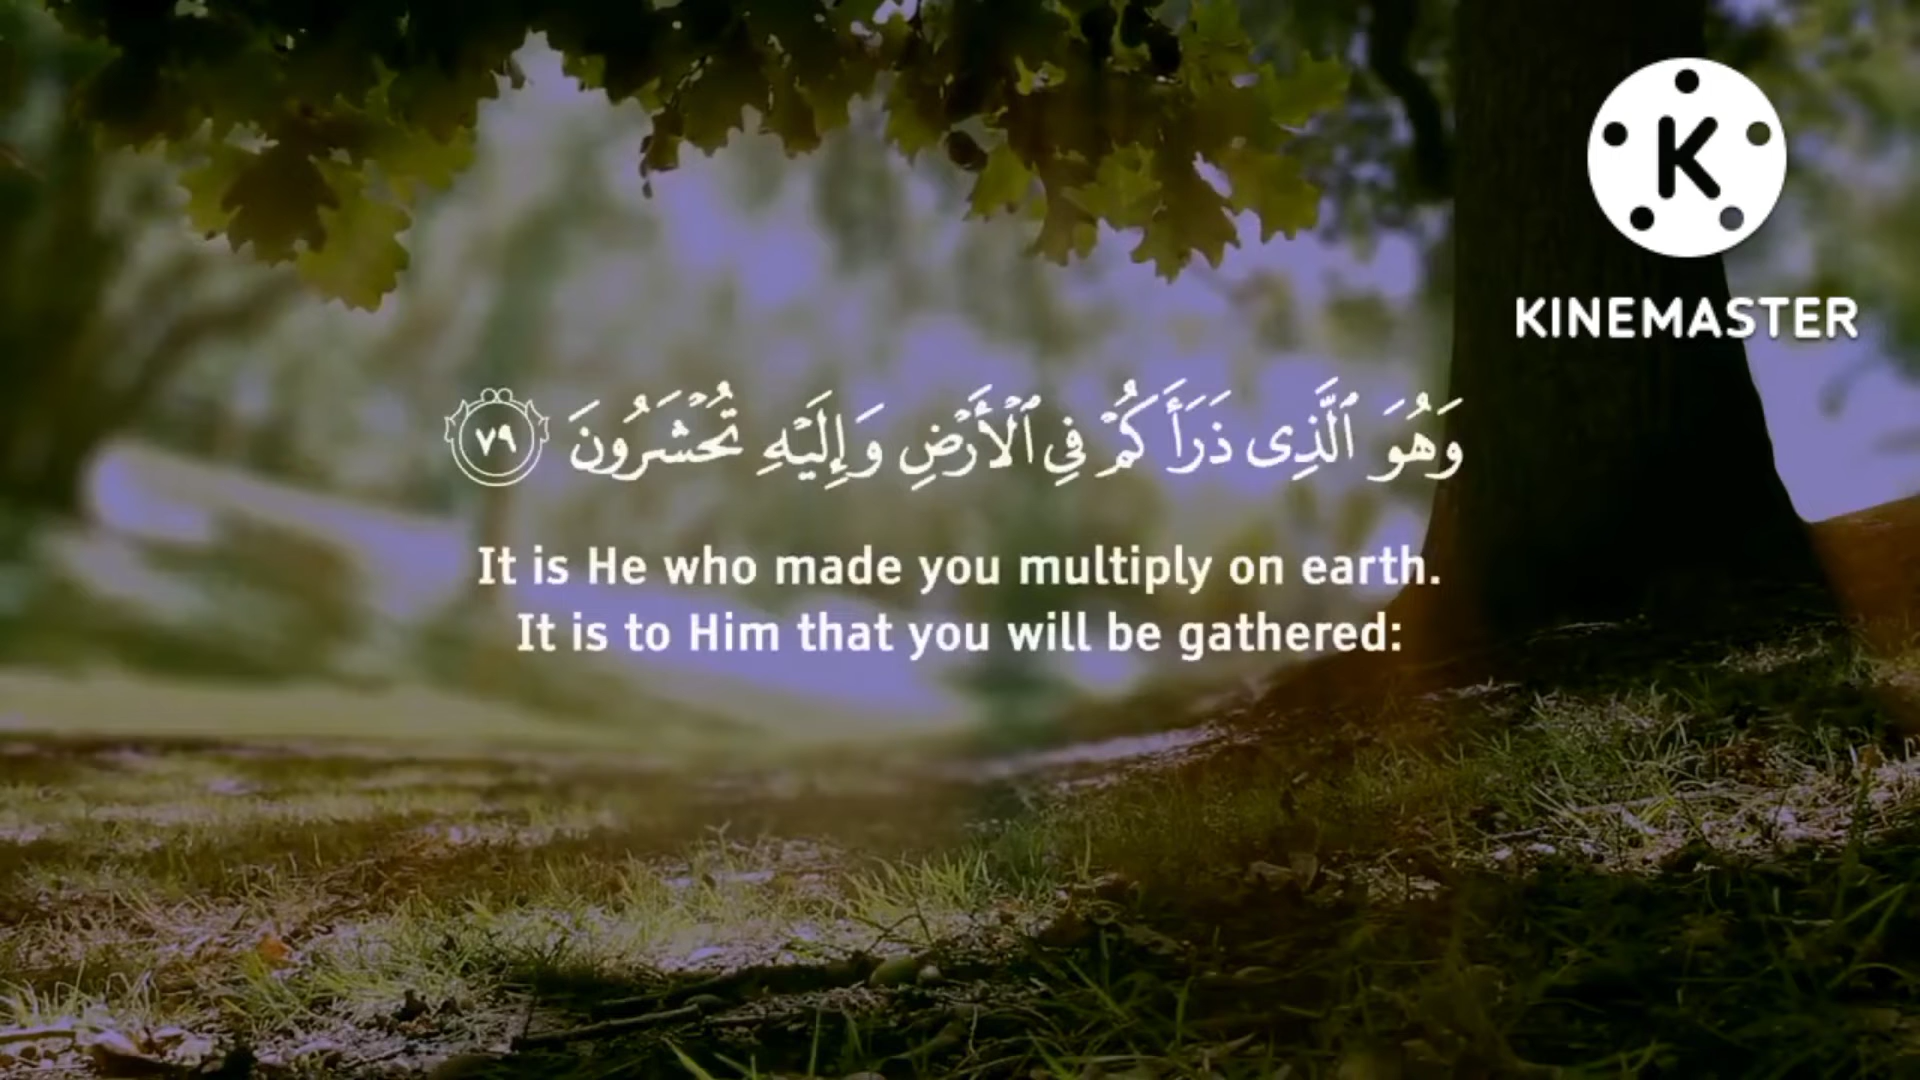 K
KINEMASTER
وَهُوَ ٱلَّذِى ذَرَأَكُمْ فِى ٱلْأَرْضِ وَإِلَيْهِ تُحْشَرُونَ ٧٩
It is He who made you multiply on earth.
It is to Him that you will be gathered: